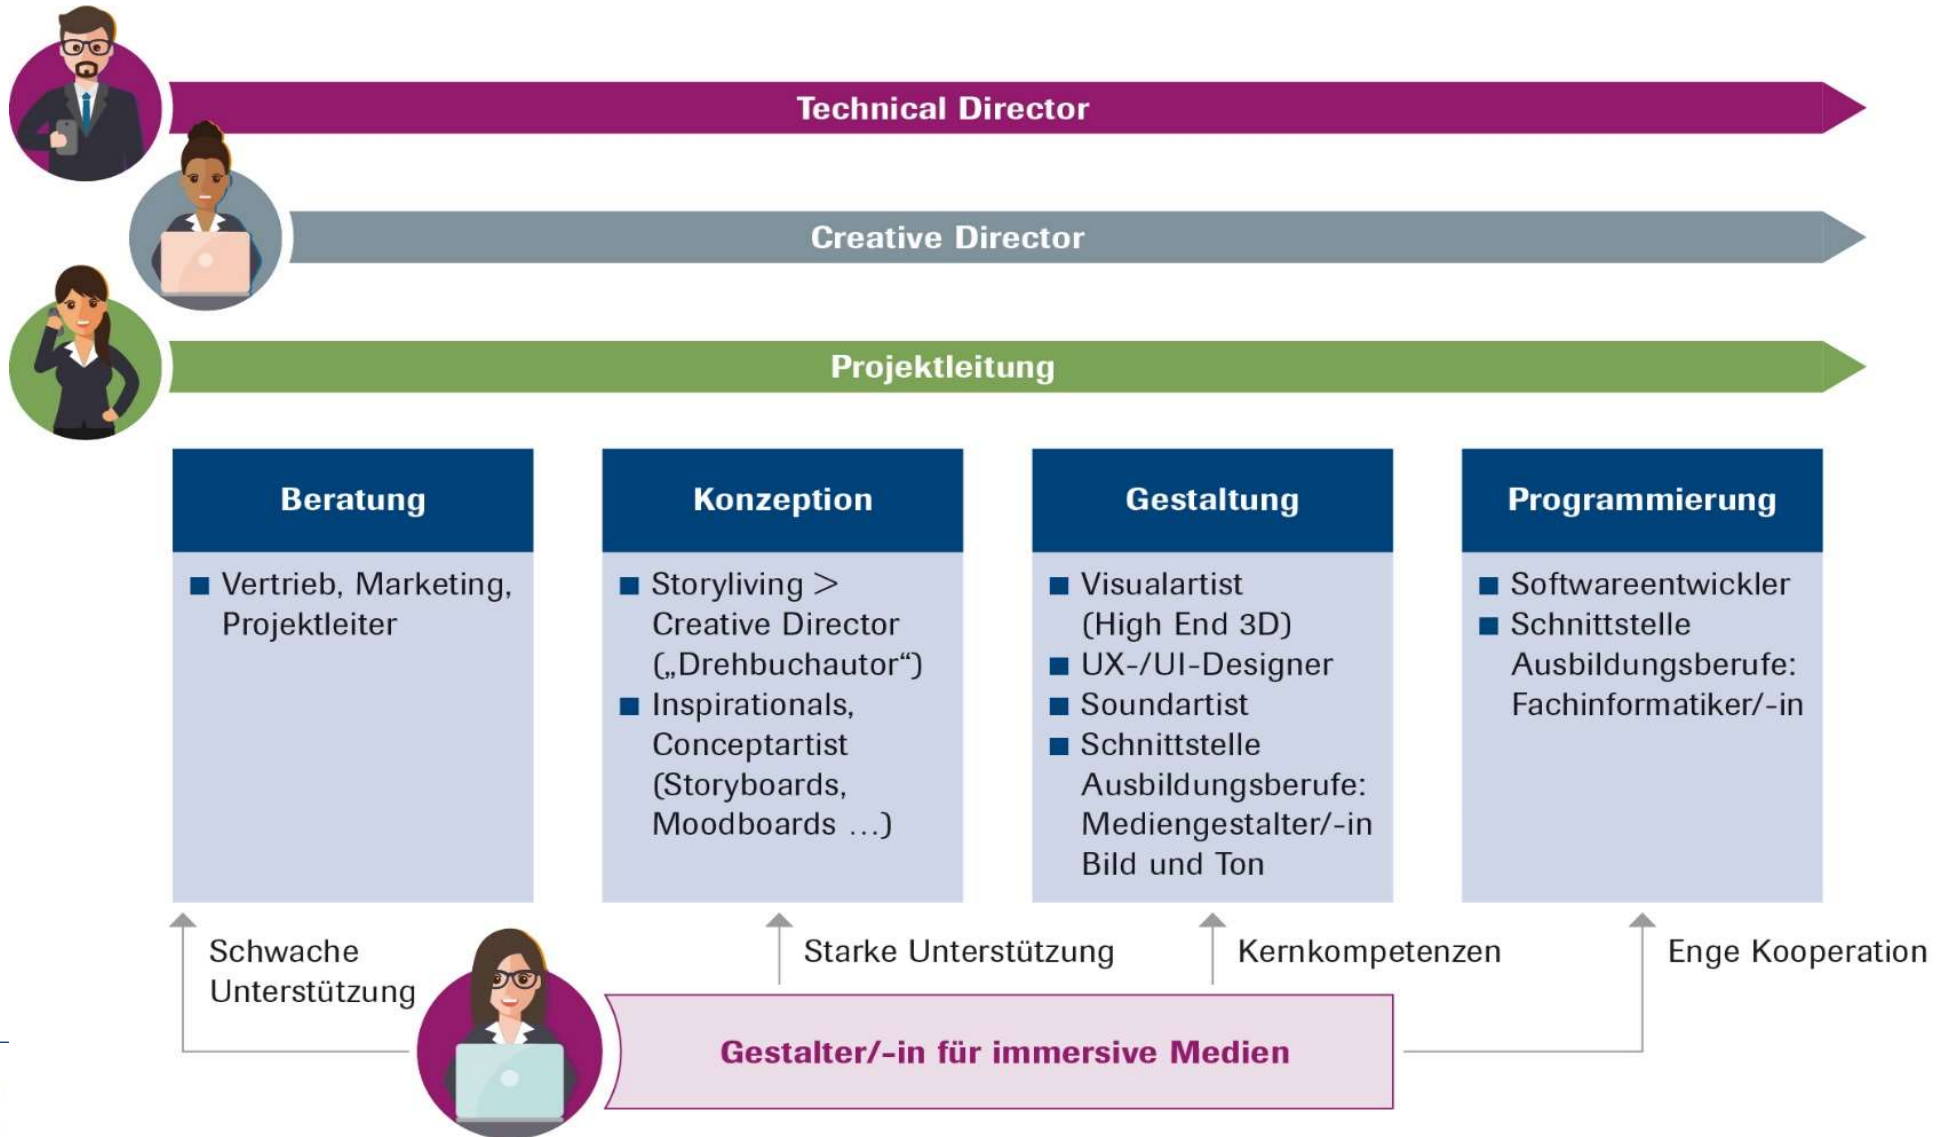 Technical Director
Creative Director
Projektleitung
Beratung
■ Vertrieb, Marketing,
Projektleiter
Konzeption
■ Storyliving >
Creative Director
(„Drehbuchautor“)
■ Inspirationals,
Conceptartist
(Storyboards,
Moodboards …)
Gestaltung
■ Visualartist
(High End 3D)
■ UX-/UI-Designer
■ Soundartist
■ Schnittstelle
Ausbildungsberufe:
Mediengestalter/-in
Bild und Ton
Programmierung
■ Softwareentwickler
■ Schnittstelle
Ausbildungsberufe:
Fachinformatiker/-in
Schwache
Unterstützung
Starke Unterstützung
Kernkompetenzen
Enge Kooperation
Gestalter/-in für immersive Medien